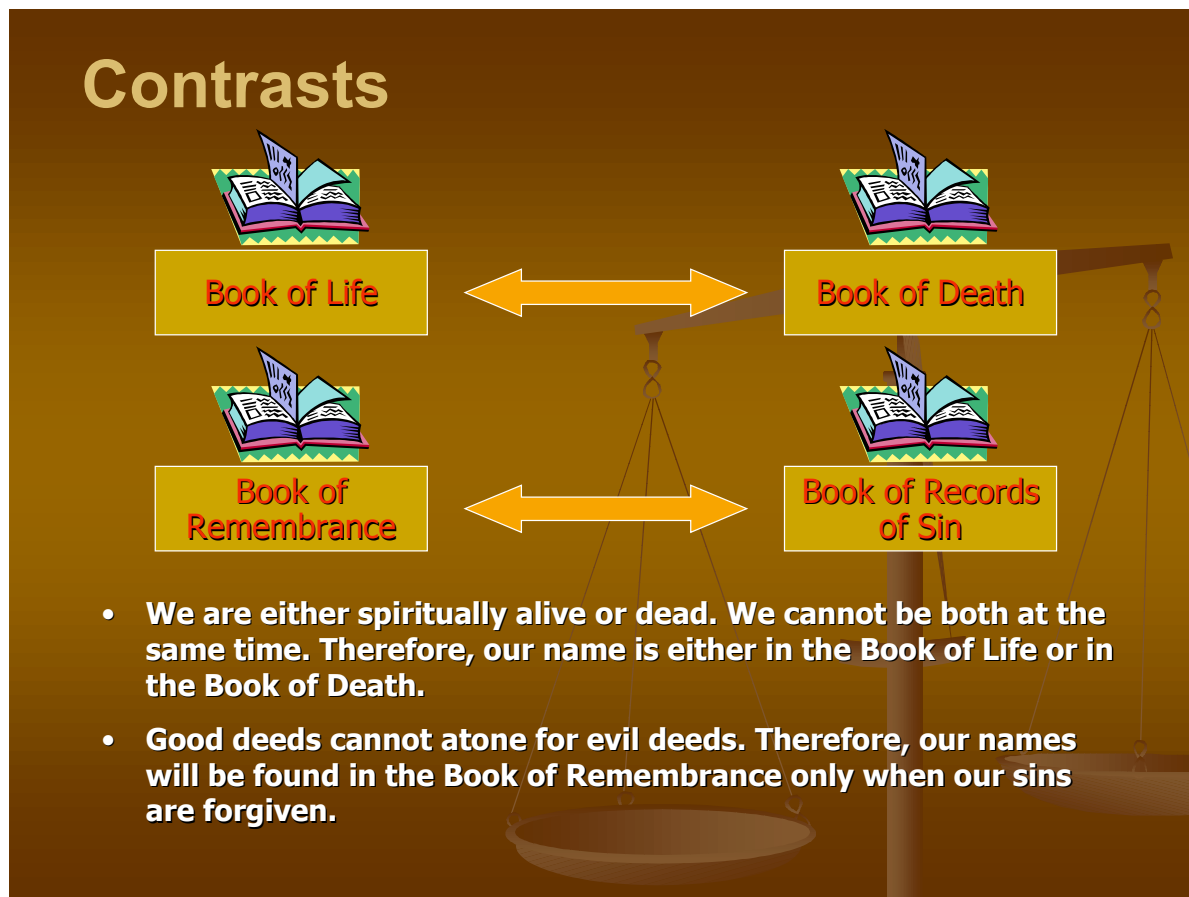 Contrasts
Book of Life
Book of Death
Book of
Remembrance
Book of Records
of Sin
• We are either spiritually alive or dead. We cannot be both at the
same time. Therefore, our name is either in the Book of Life or in
the Book of Death.
• Good deeds cannot atone for evil deeds. Therefore, our names
will be found in the Book of Remembrance only when our sins
are forgiven.